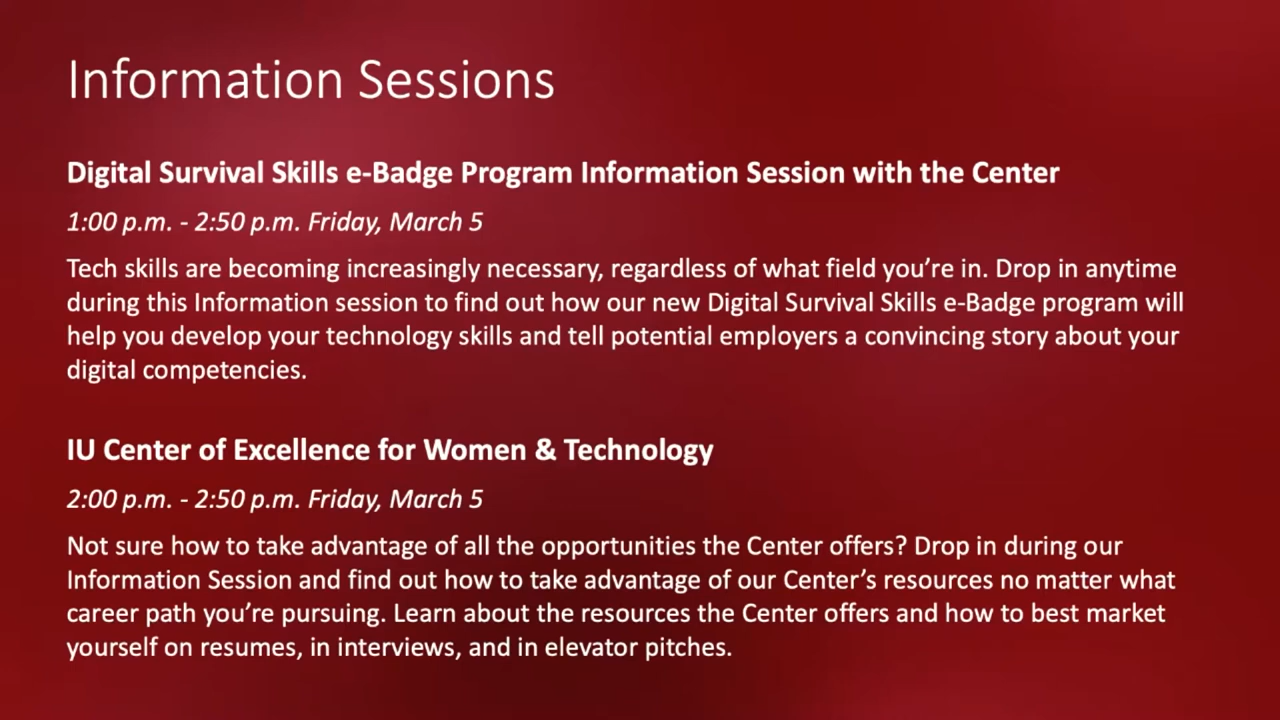 Information Sessions
Digital Survival Skills e-Badge Program Information Session with the Center
1:00 p.m. - 2:50 p.m. Friday, March 5
Tech skills are becoming increasingly necessary, regardless of what field you’re in. Drop in anytime
during this Information session to find out how our new Digital Survival Skills e-Badge program will
help you develop your technology skills and tell potential employers a convincing story about your
digital competencies.
IU Center of Excellence for Women & Technology
2:00 p.m. - 2:50 p.m. Friday, March 5
Not sure how to take advantage of all the opportunities the Center offers? Drop in during our
Information Session and find out how to take advantage of our Center’s resources no matter what
career path you’re pursuing. Learn about the resources the Center offers and how to best market
yourself on resumes, in interviews, and in elevator pitches.